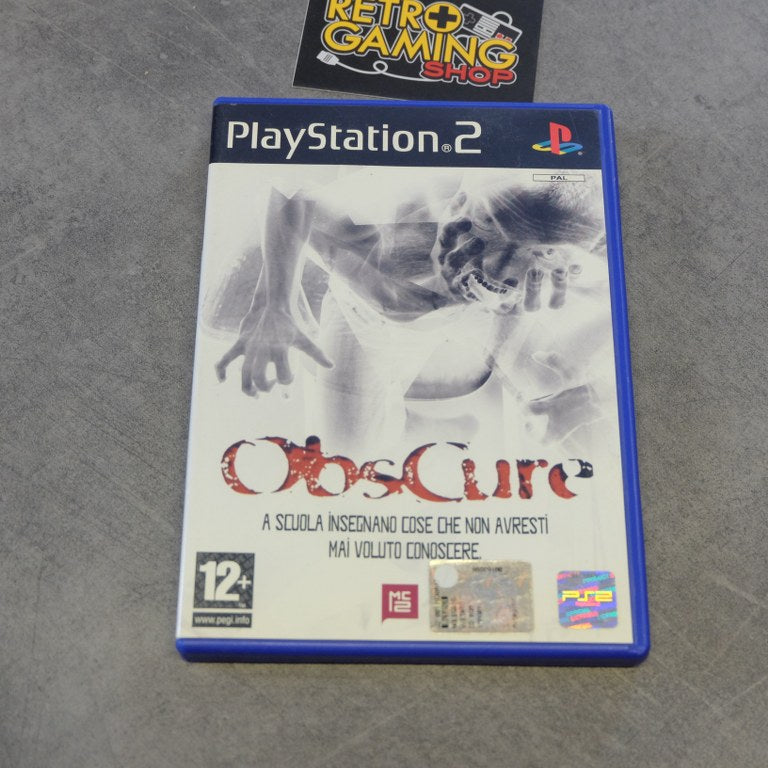 RETRO
GAMING
SHOP
PlayStation®2
PAL
ObsCure
A SCUOLA INSEGNANO COSE CHE NON AVRESTI
MAI VOLUTO CONOSCERE.
12+
www.pegi.info
MC2
PS2